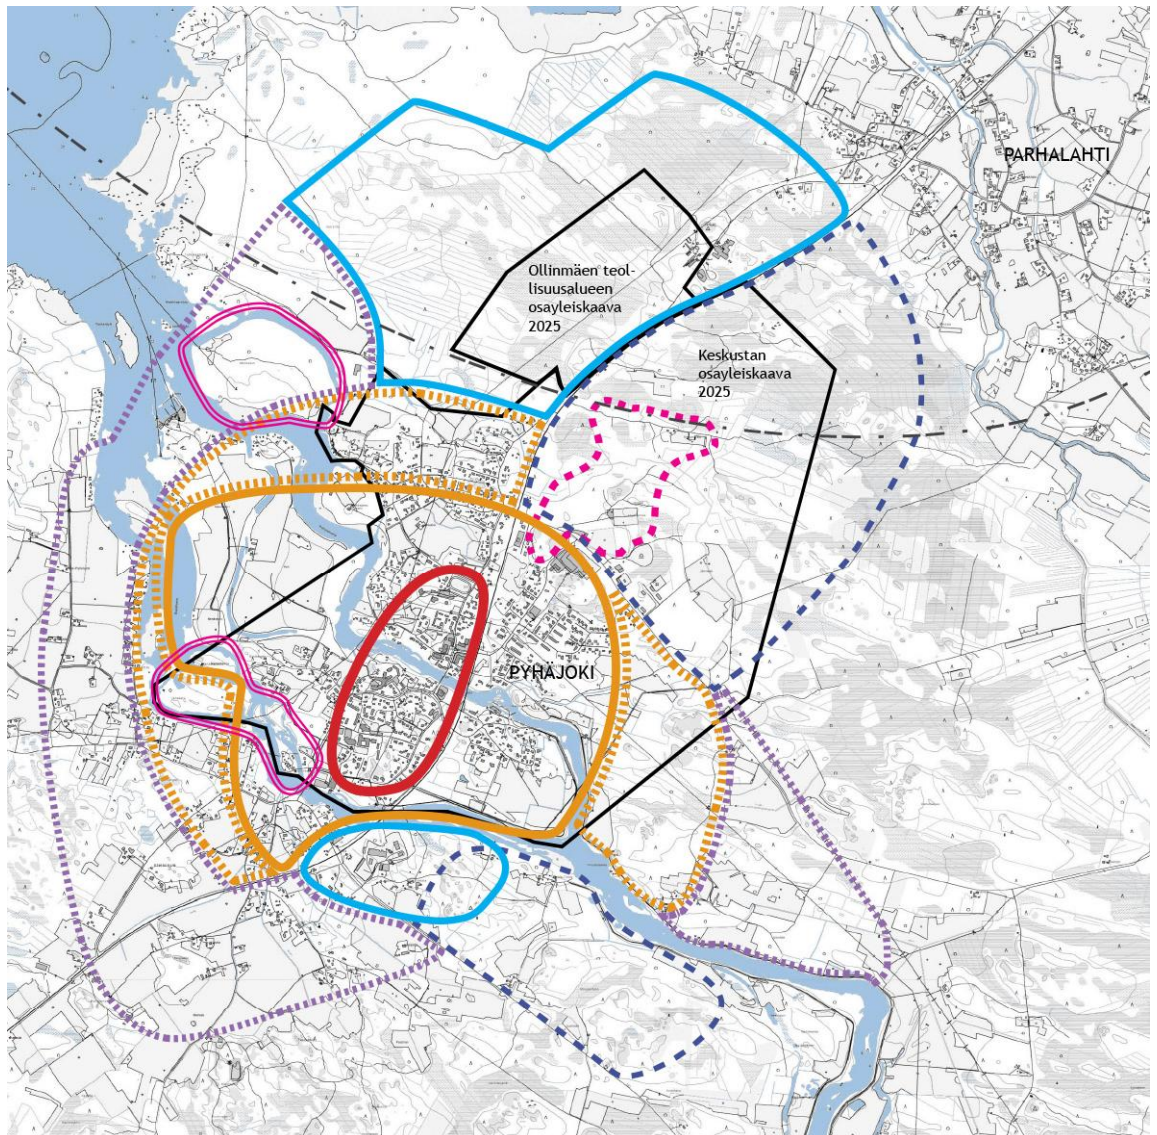 PARHALAHTI
Ollinmäen teol-
lisuusalueen
osayleiskaava
2025
Keskustan
osayleiskaava
2025
PYHÄJOKI